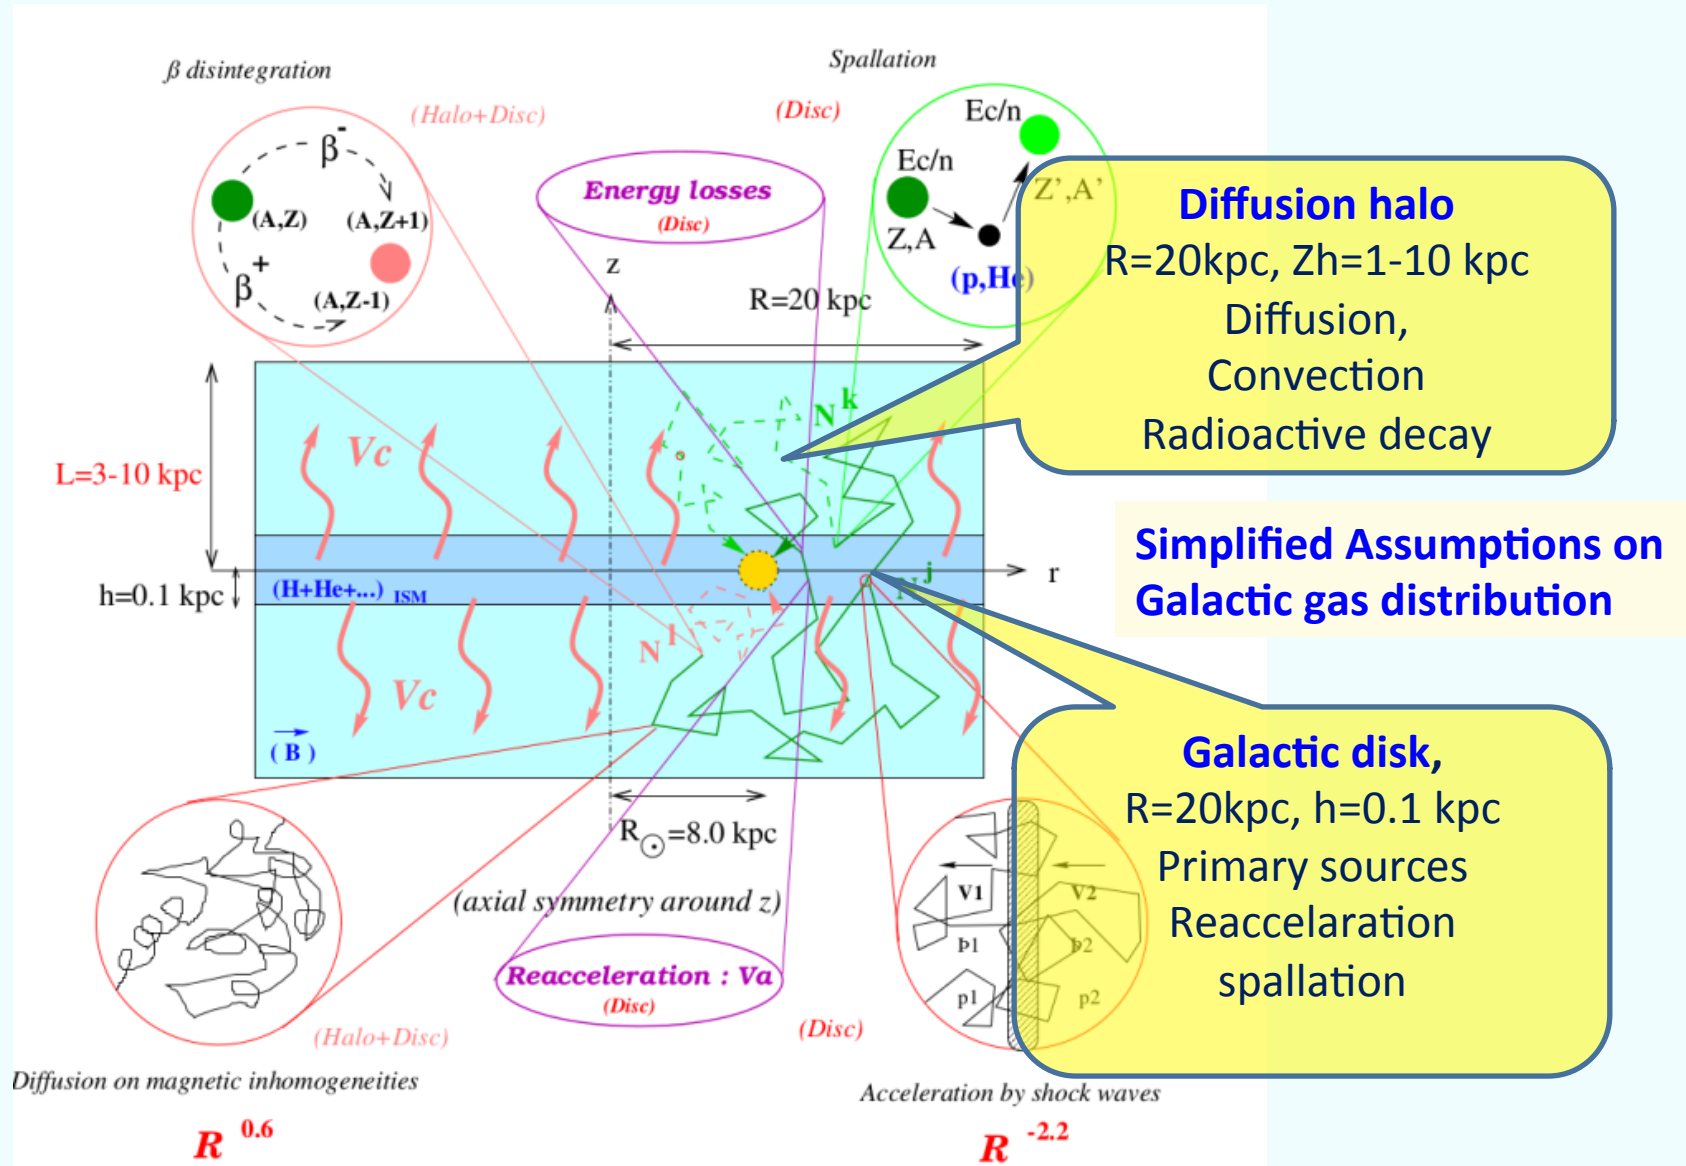 β disintegration
Spallation
(Halo+Disc)
(Disc)
β-
(A,Z)
(A,Z+1)
β+
(A,Z-1)
Energy losses
(Disc)
Ec/n
Ec/n
Z',A'
Z,A
(p,He)
Diffusion halo
R=20kpc, Zh=1-10 kpc
Diffusion,
Convection
Radioactive decay
z
R=20 kpc
N k
Vc
L=3-10 kpc
Simplified Assumptions on
Galactic gas distribution
r
h=0.1 kpc
(H+He+...) ISM
N j
N l
Vc
(B)
Galactic disk,
R=20kpc, h=0.1 kpc
Primary sources
Reaccelaration
spallation
R⊙=8.0 kpc
(axial symmetry around z)
V1
V2
Þ1
Þ2
p1
p2
Reacceleration : Va
(Disc)
(Halo+Disc)
(Disc)
Diffusion on magnetic inhomogeneities
Acceleration by shock waves
R 0.6
R -2.2